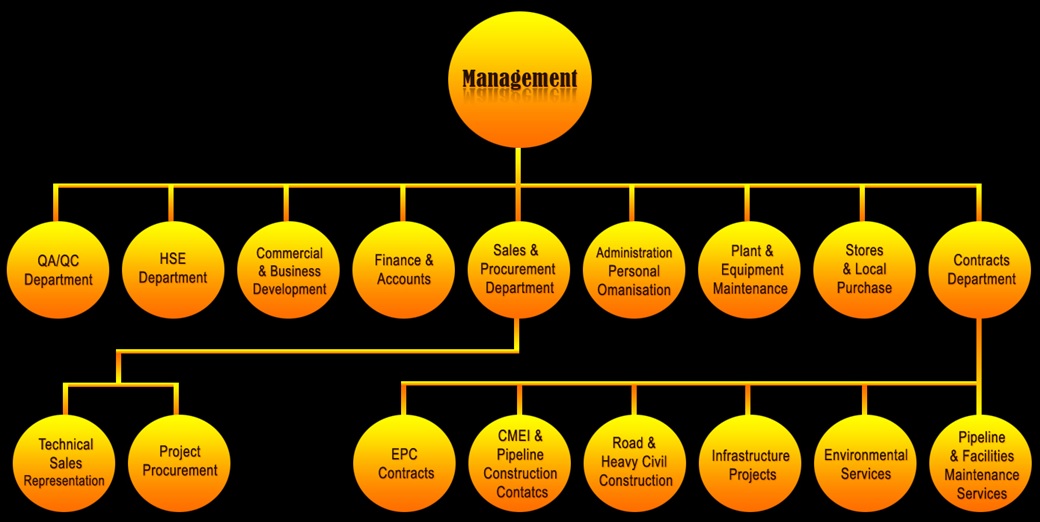 Management
QA/QC
Department
HSE
Department
Commercial
& Business
Development
Finance &
Accounts
Sales &
Procurement
Department
Administration
Personal
Omanisation
Plant &
Equipment
Maintenance
Stores
& Local
Purchase
Contracts
Department
Technical
Sales
Representation
Project
Procurement
EPC
Contracts
CMEI &
Pipeline
Construction
Contatcs
Road &
Heavy Civil
Construction
Infrastructure
Projects
Environmental
Services
Pipeline
& Facilities
Maintenance
Services